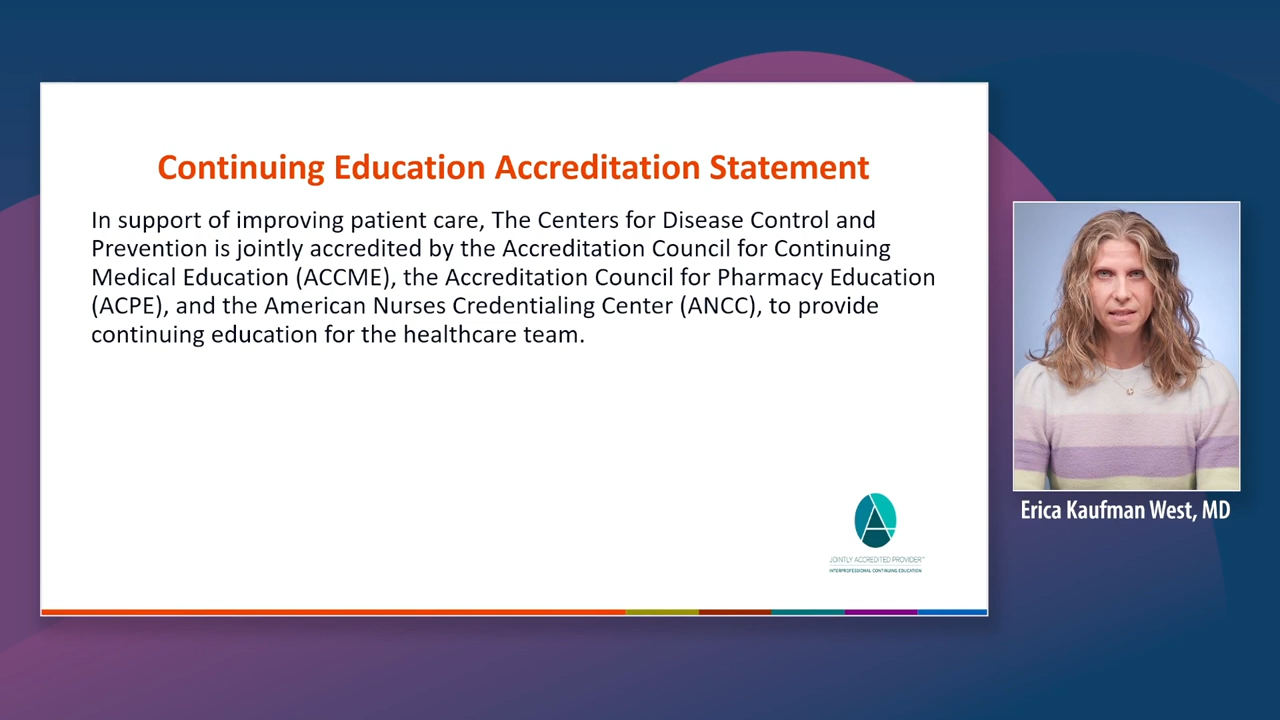 Continuing Education Accreditation Statement
In support of improving patient care, The Centers for Disease Control and
Prevention is jointly accredited by the Accreditation Council for Continuing
Medical Education (ACCME), the Accreditation Council for Pharmacy Education
(ACPE), and the American Nurses Credentialing Center (ANCC), to provide
continuing education for the healthcare team.
JOINTLY ACCREDITED PROVIDER™
INTERPROFESSIONAL CONTINUING EDUCATION
Erica Kaufman West, MD